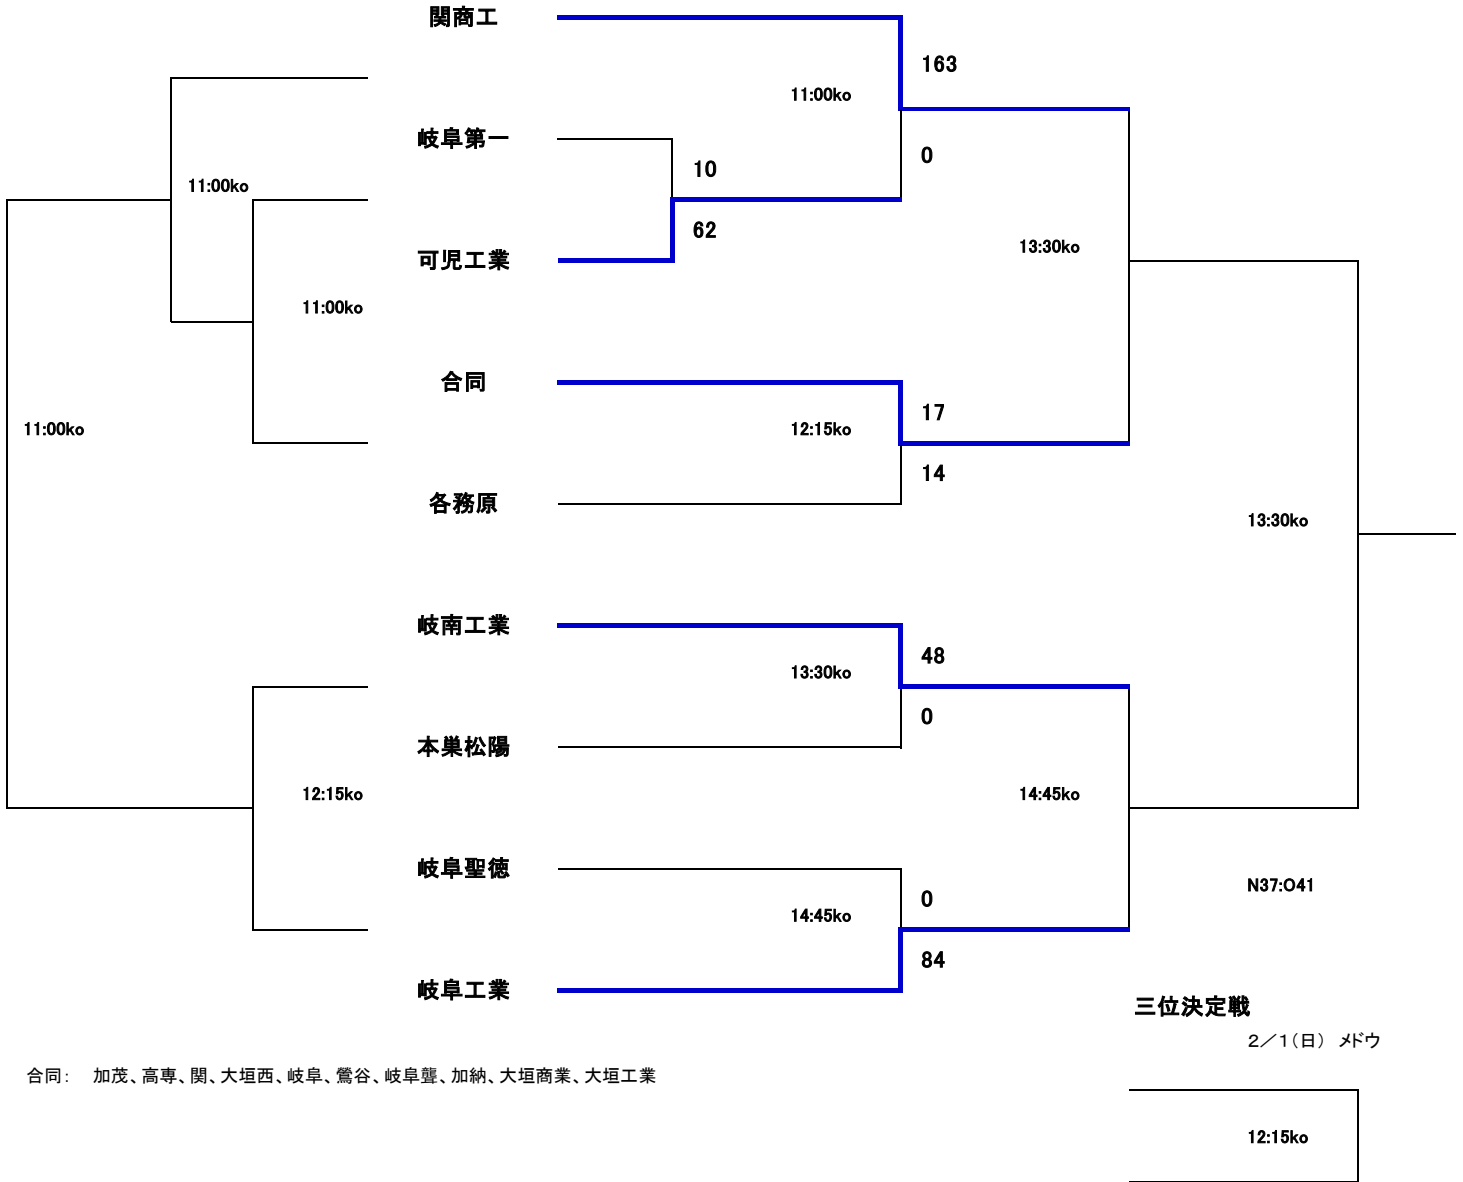 関商工
163
11:00ko
岐阜第一
0
10
11:00ko
62
13:30ko
可児工業
11:00ko
合同
17
11:00ko
12:15ko
14
各務原
13:30ko
岐南工業
48
13:30ko
0
本巣松陽
12:15ko
14:45ko
岐阜聖徳
N37:O41
0
14:45ko
84
岐阜工業
三位決定戦
2/1(日) メドウ
合同: 加茂、高専、関、大垣西、岐阜、鶯谷、岐阜聾、加納、大垣商業、大垣工業
12:15ko